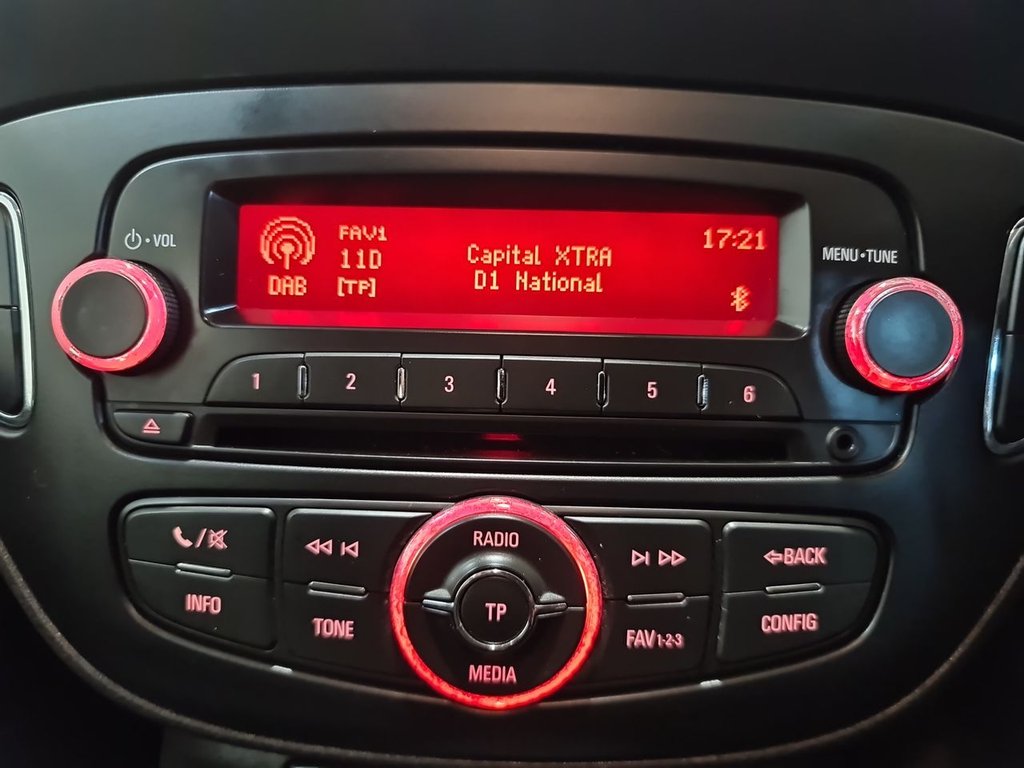 VOL
MENU•TUNE
DAB
FAV1
11D
[TP]
Capital XTRA
D1 National
17:21
1 2 3 4 5 6
RADIO
TP
MEDIA
INFO
TONE
FAV1-2-3
BACK
CONFIG